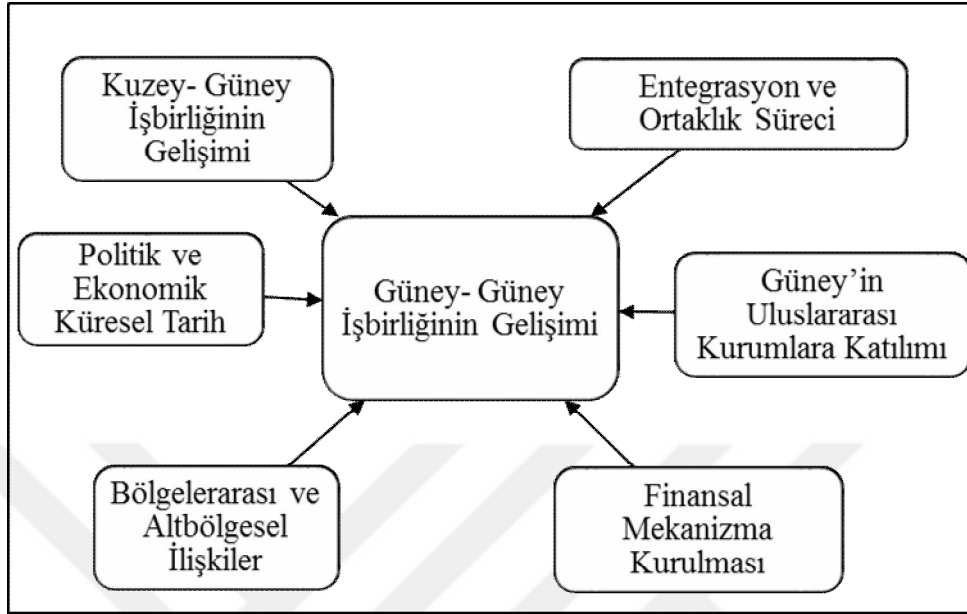 Kuzey- Güney
İşbirliğinin
Gelişimi
Entegrasyon ve
Ortaklık Süreci
Politik ve
Ekonomik
Küresel Tarih
Güney- Güney
İşbirliğinin Gelişimi
Güney’in
Uluslararası
Kurumlara Katılımı
Bölgelerarası ve
Altbölgesel
İlişkiler
Finansal
Mekanizma
Kurulması